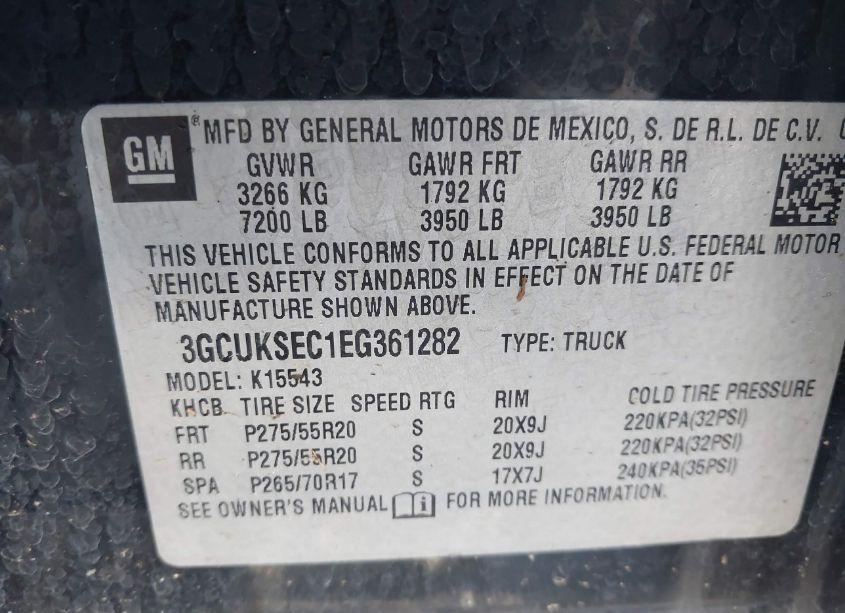 GM ® MFD BY GENERAL MOTORS DE MEXICO, S. DE R.L. DE C.V.
GVWR GAWR FRT GAWR RR
3266 KG 1792 KG 1792 KG
7200 LB 3950 LB 3950 LB
THIS VEHICLE CONFORMS TO ALL APPLICABLE U.S. FEDERAL MOTOR
VEHICLE SAFETY STANDARDS IN EFFECT ON THE DATE OF
MANUFACTURE SHOWN ABOVE.
3GCUKSEC1EG361282 TYPE: TRUCK
MODEL: K15543
KHCB TIRE SIZE SPEED RTG RIM COLD TIRE PRESSURE
FRT P275/55R20 S 20X9J 220KPA(32PSI)
RR P275/55R20 S 20X9J 220KPA(32PSI)
SPA P265/70R17 S 17X7J 240KPA(35PSI)
SEE OWNER'S MANUAL i FOR MORE INFORMATION.